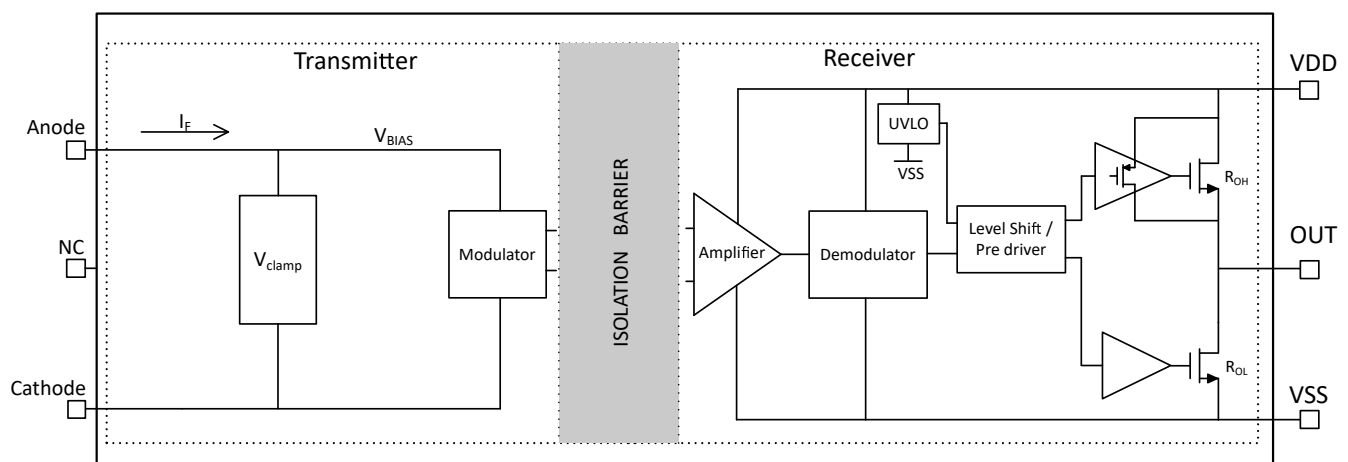 Transmitter
Receiver
VDD
Anode
I_F
V_BIAS
UVLO
VSS
R_OH
ISOLATION BARRIER
NC
V_clamp
Modulator
Amplifier
Demodulator
Level Shift /
Pre driver
OUT
R_OL
Cathode
VSS